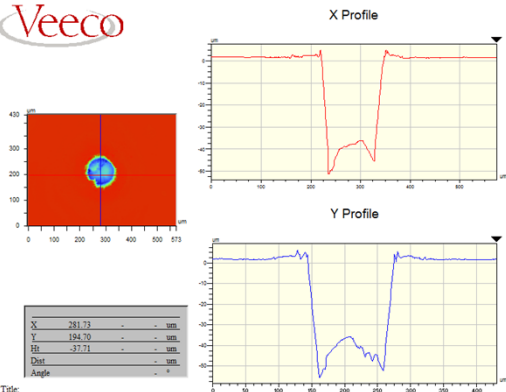 Veeco
X Profile
um
0
-10
-20
-30
-40
-50
0 100 200 300 400 500 um
430 um
300
200
100
0
um
0 100 200 300 400 500 573
Y Profile
um
0
-10
-20
-30
-40
-50
0 50 100 150 200 250 300 350 400 um
X 281.73 - - um
Y 194.70 - - um
Ht -37.71 - - um
Dist - um
Angle - °
Title: